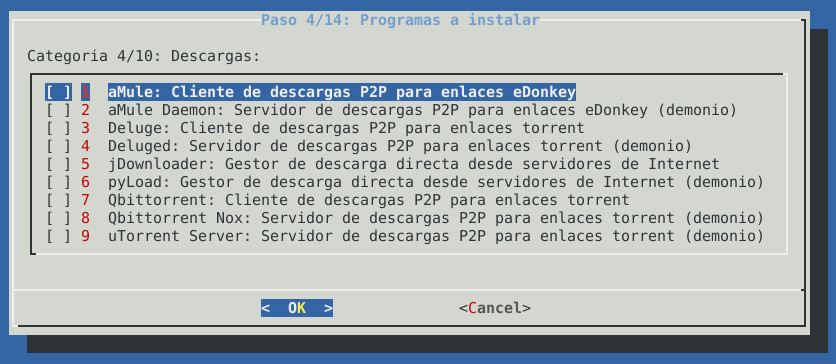 Paso 4/14: Programas a instalar
Categoria 4/10: Descargas:
[ ] 1 aMule: Cliente de descargas P2P para enlaces eDonkey
[ ] 2 aMule Daemon: Servidor de descargas P2P para enlaces eDonkey (demonio)
[ ] 3 Deluge: Cliente de descargas P2P para enlaces torrent
[ ] 4 Deluged: Servidor de descargas P2P para enlaces torrent (demonio)
[ ] 5 jDownloader: Gestor de descarga directa desde servidores de Internet
[ ] 6 pyLoad: Gestor de descarga directa desde servidores de Internet (demonio)
[ ] 7 Qbittorrent: Cliente de descargas P2P para enlaces torrent
[ ] 8 Qbittorrent Nox: Servidor de descargas P2P para enlaces torrent (demonio)
[ ] 9 uTorrent Server: Servidor de descargas P2P para enlaces torrent (demonio)
< OK > <Cancel>